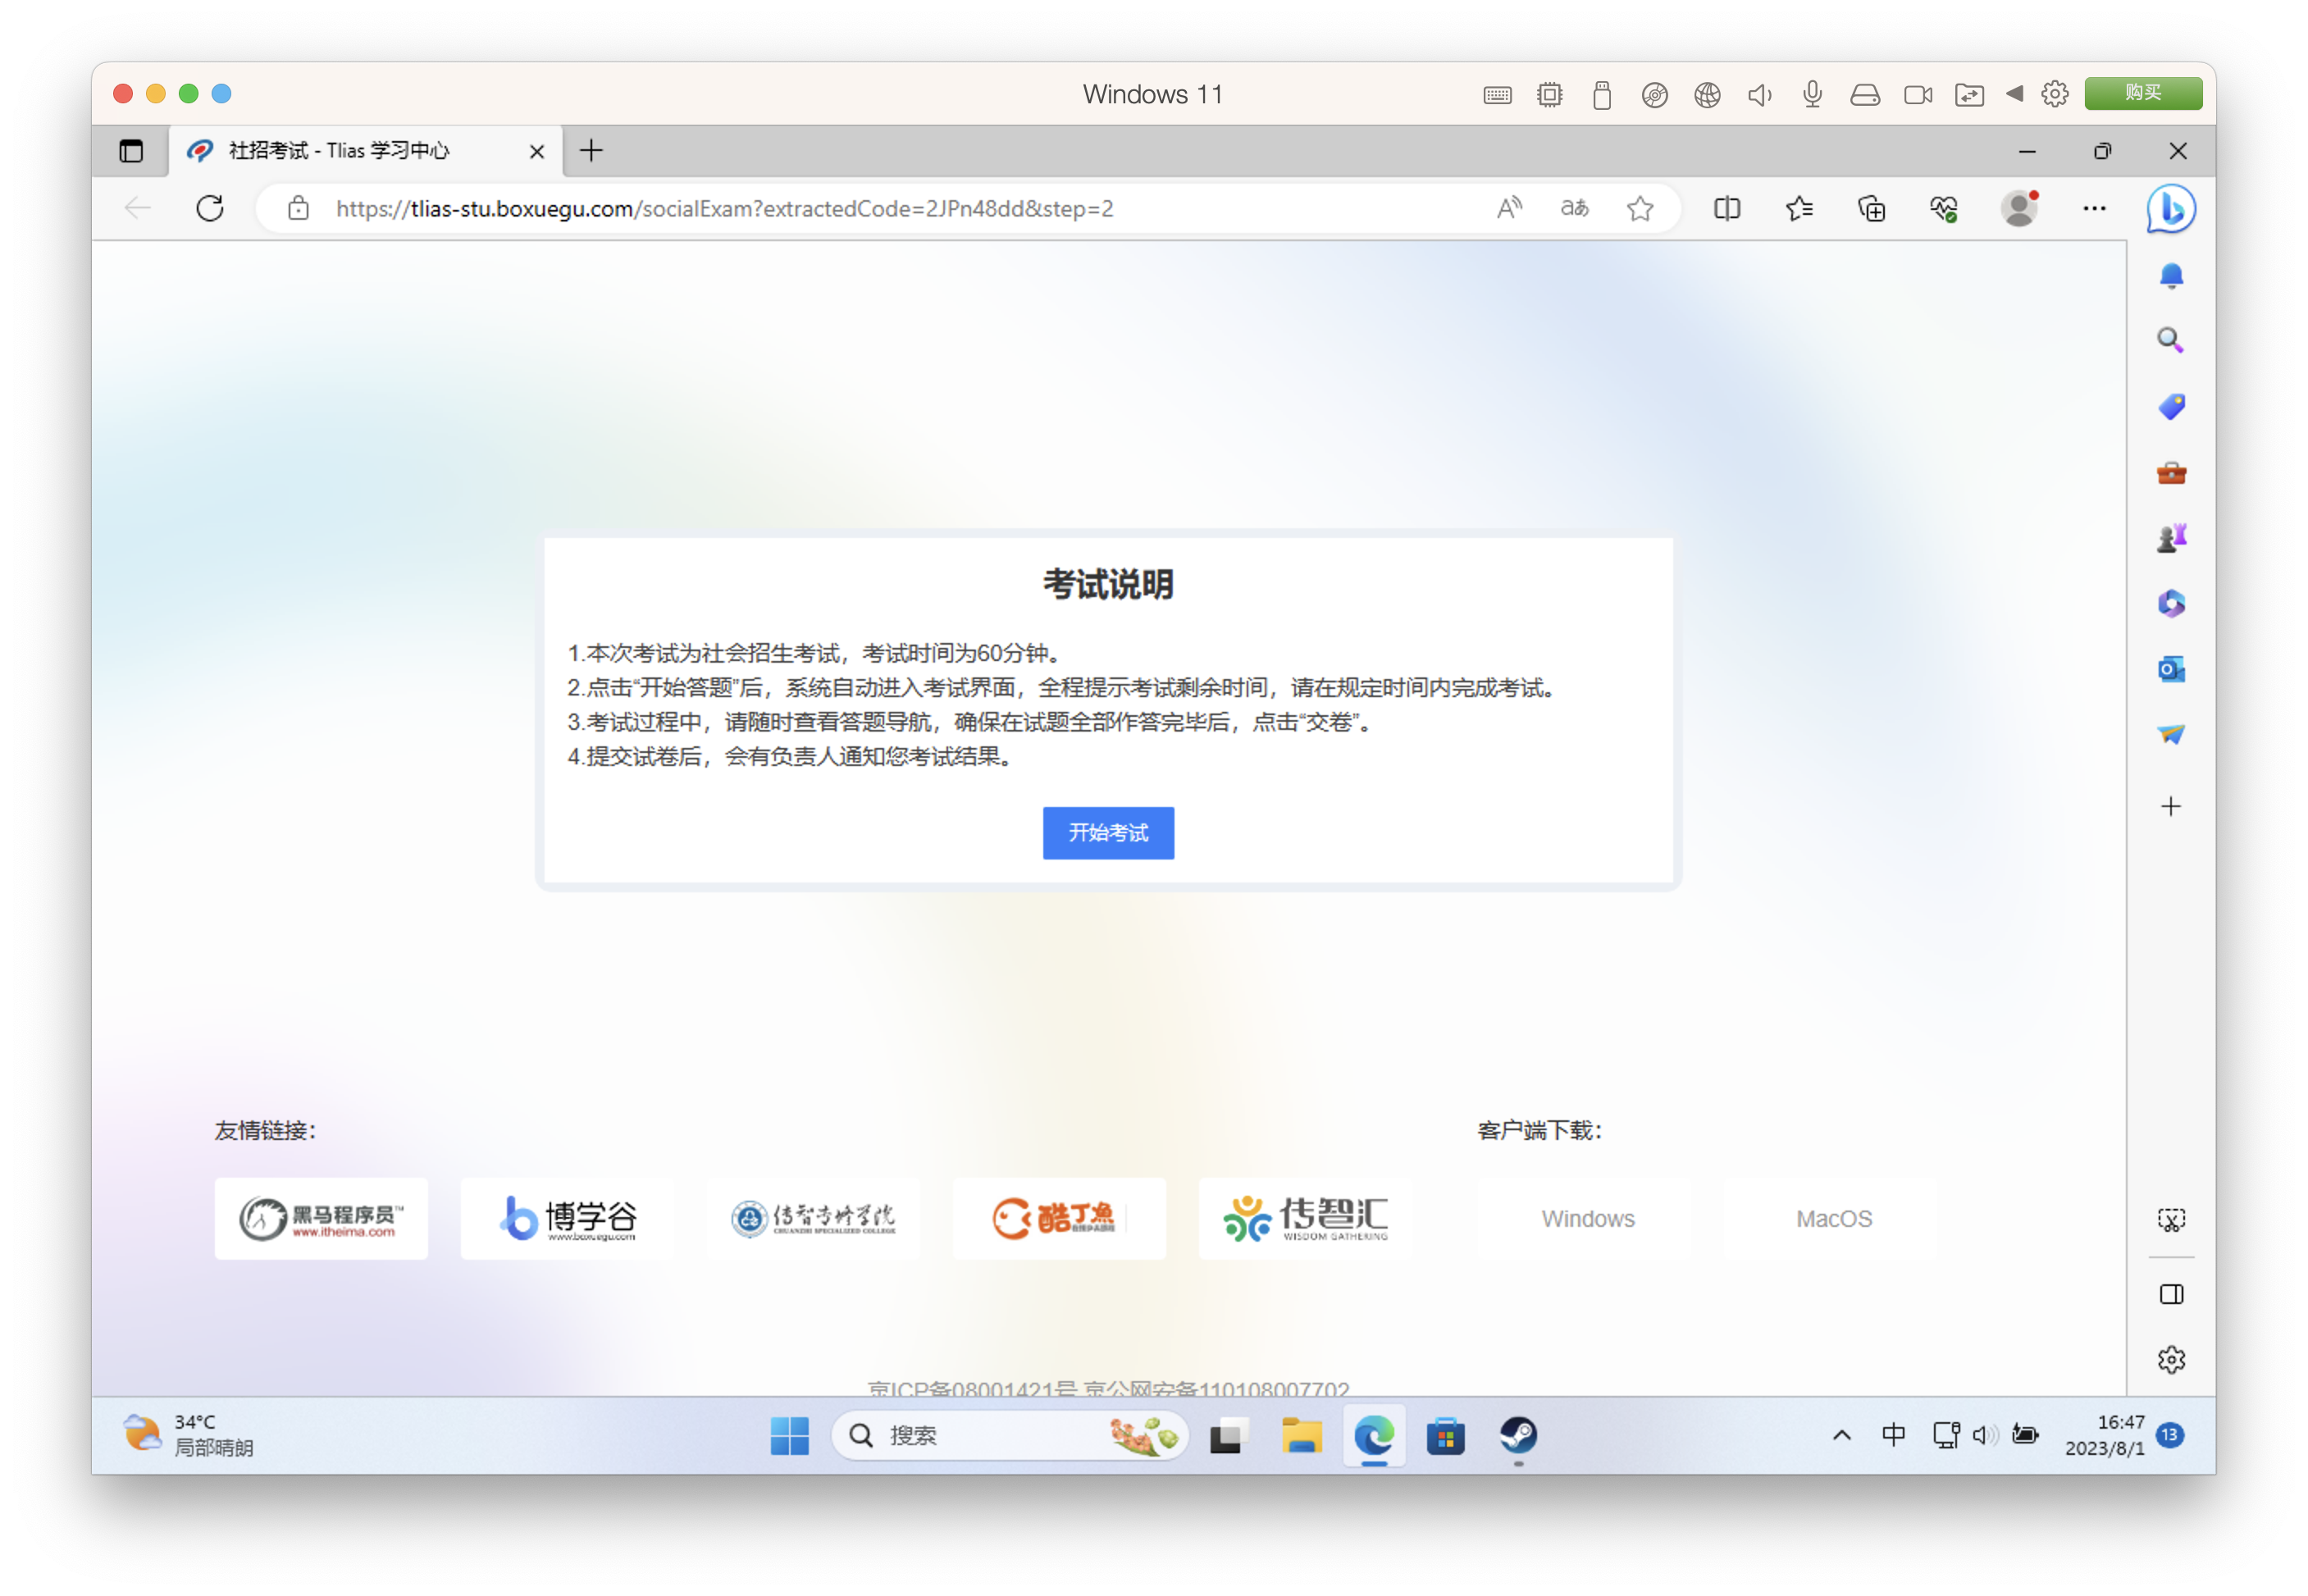 Windows 11
购买
社招考试 - Tlias 学习中心
https://tlias-stu.boxuegu.com/socialExam?extractedCode=2JPn48dd&step=2
考试说明
1.本次考试为社会招生考试，考试时间为60分钟。
2.点击“开始答题”后，系统自动进入考试界面，全程提示考试剩余时间，请在规定时间内完成考试。
3.考试过程中，请随时查看答题导航，确保在试题全部作答完毕后，点击“交卷”。
4.提交试卷后，会有负责人通知您考试结果。
开始考试
友情链接：
客户端下载：
黑马程序员™
www.itheima.com
博学谷
www.boxuegu.com
传智专修学院
CHUANZHI SPECIALIZED COLLEGE
酷丁鱼
传智汇
WISDOM GATHERING
Windows
MacOS
京ICP备08001421号 京公网安备110108007702
34°C
局部晴朗
搜索
中
16:47
2023/8/1
13